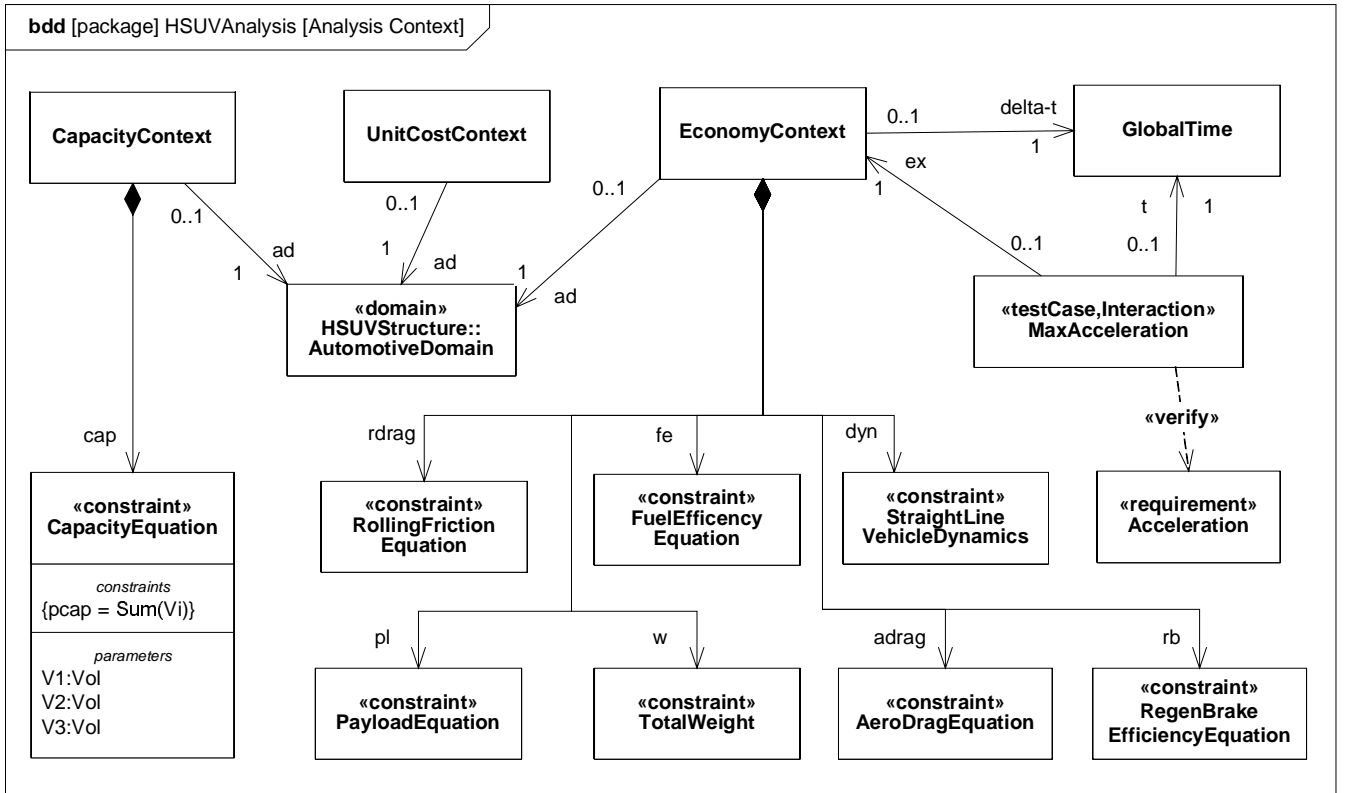 bdd [package] HSUVAnalysis [Analysis Context]
CapacityContext
UnitCostContext
EconomyContext
GlobalTime
0..1
delta-t
1
ex
1
0..1
0..1
0..1
t
1
0..1
0..1
ad
1
1
ad
1
ad
«domain»
HSUVStructure::
AutomotiveDomain
«testCase,Interaction»
MaxAcceleration
«verify»
cap
rdrag
fe
dyn
«constraint»
CapacityEquation
constraints
{pcap = Sum(Vi)}
parameters
V1:Vol
V2:Vol
V3:Vol
«constraint»
RollingFriction
Equation
«constraint»
FuelEfficency
Equation
«constraint»
StraightLine
VehicleDynamics
«requirement»
Acceleration
pl
w
adrag
rb
«constraint»
PayloadEquation
«constraint»
TotalWeight
«constraint»
AeroDragEquation
«constraint»
RegenBrake
EfficiencyEquation